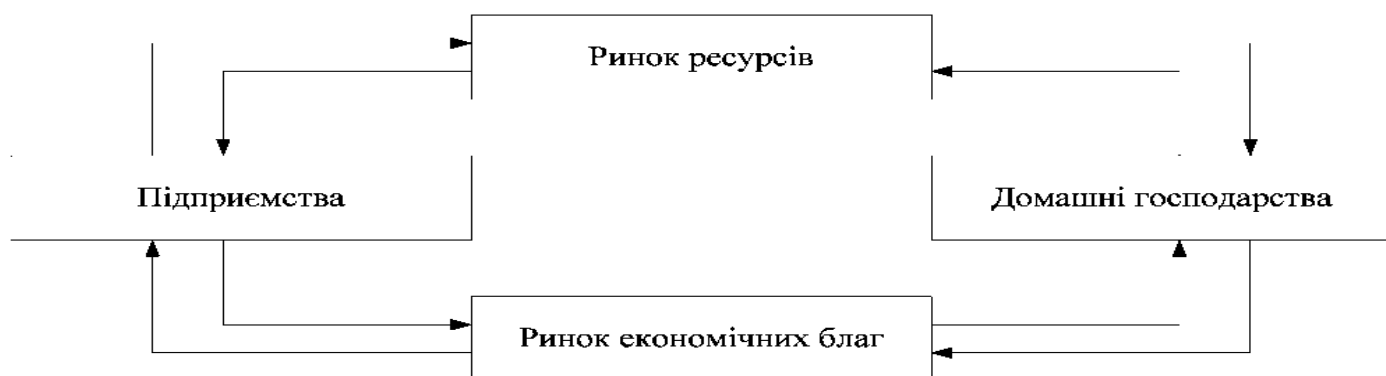 Ринок ресурсів
Підприємства
Домашні господарства
Ринок економічних благ